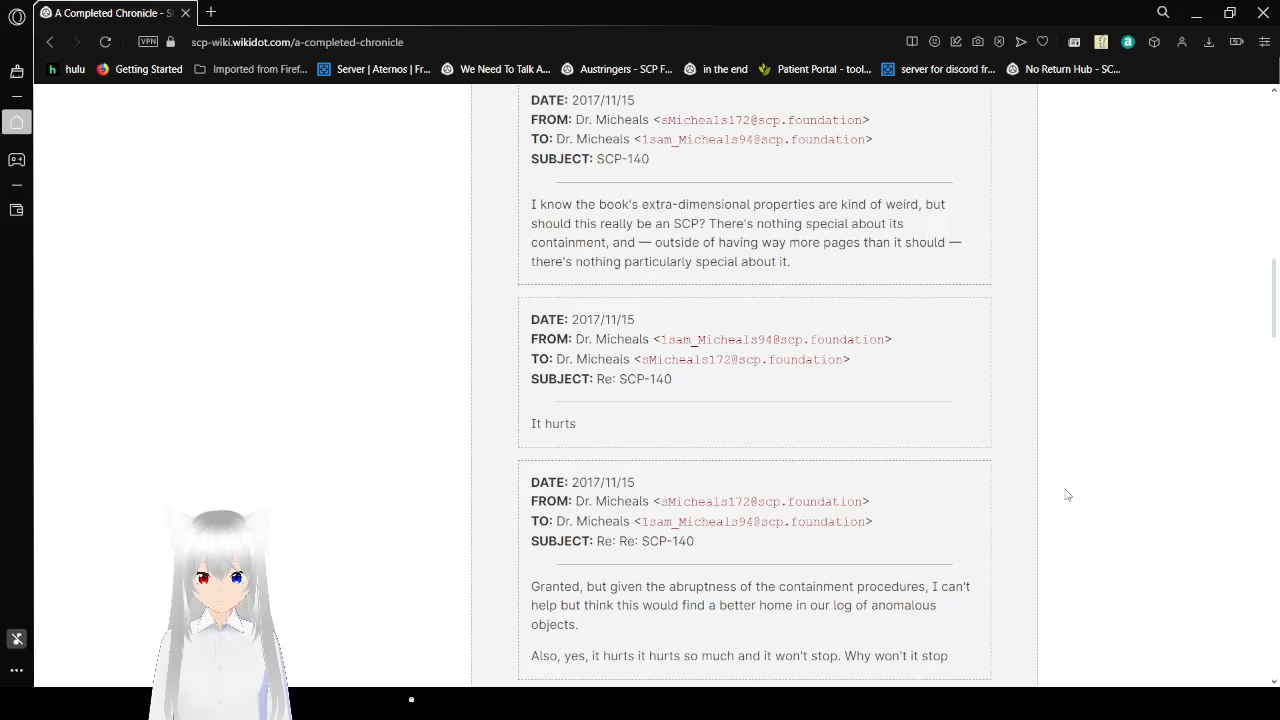 A Completed Chronicle - S
scp-wiki.wikidot.com/a-completed-chronicle
VPN
hulu
Getting Started
Imported from Firef...
Server | Aternos | Fr...
We Need To Talk A...
Austringers - SCP F...
in the end
Patient Portal - tool...
server for discord fr...
No Return Hub - SC...
DATE: 2017/11/15
FROM: Dr. Micheals <sMicheals172@scp.foundation>
TO: Dr. Micheals <1sam_Micheals94@scp.foundation>
SUBJECT: SCP-140
I know the book's extra-dimensional properties are kind of weird, but
should this really be an SCP? There's nothing special about its
containment, and — outside of having way more pages than it should —
there's nothing particularly special about it.
DATE: 2017/11/15
FROM: Dr. Micheals <1sam_Micheals94@scp.foundation>
TO: Dr. Micheals <sMicheals172@scp.foundation>
SUBJECT: Re: SCP-140
It hurts
DATE: 2017/11/15
FROM: Dr. Micheals <sMicheals172@scp.foundation>
TO: Dr. Micheals <1sam_Micheals94@scp.foundation>
SUBJECT: Re: Re: SCP-140
Granted, but given the abruptness of the containment procedures, I can't
help but think this would find a better home in our log of anomalous
objects.
Also, yes, it hurts it hurts so much and it won't stop. Why won't it stop